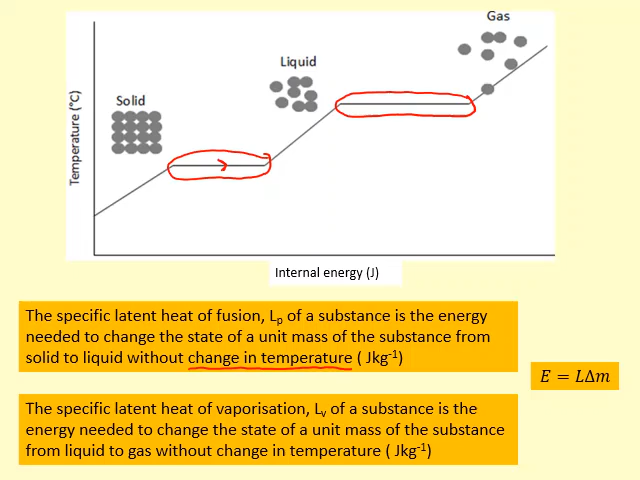 Gas
Liquid
Solid
Temperature (°C)
Internal energy (J)
The specific latent heat of fusion, Lₚ of a substance is the energy
needed to change the state of a unit mass of the substance from
solid to liquid without change in temperature ( Jkg⁻¹)
E = LΔm
The specific latent heat of vaporisation, Lᵥ of a substance is the
energy needed to change the state of a unit mass of the substance
from liquid to gas without change in temperature ( Jkg⁻¹)